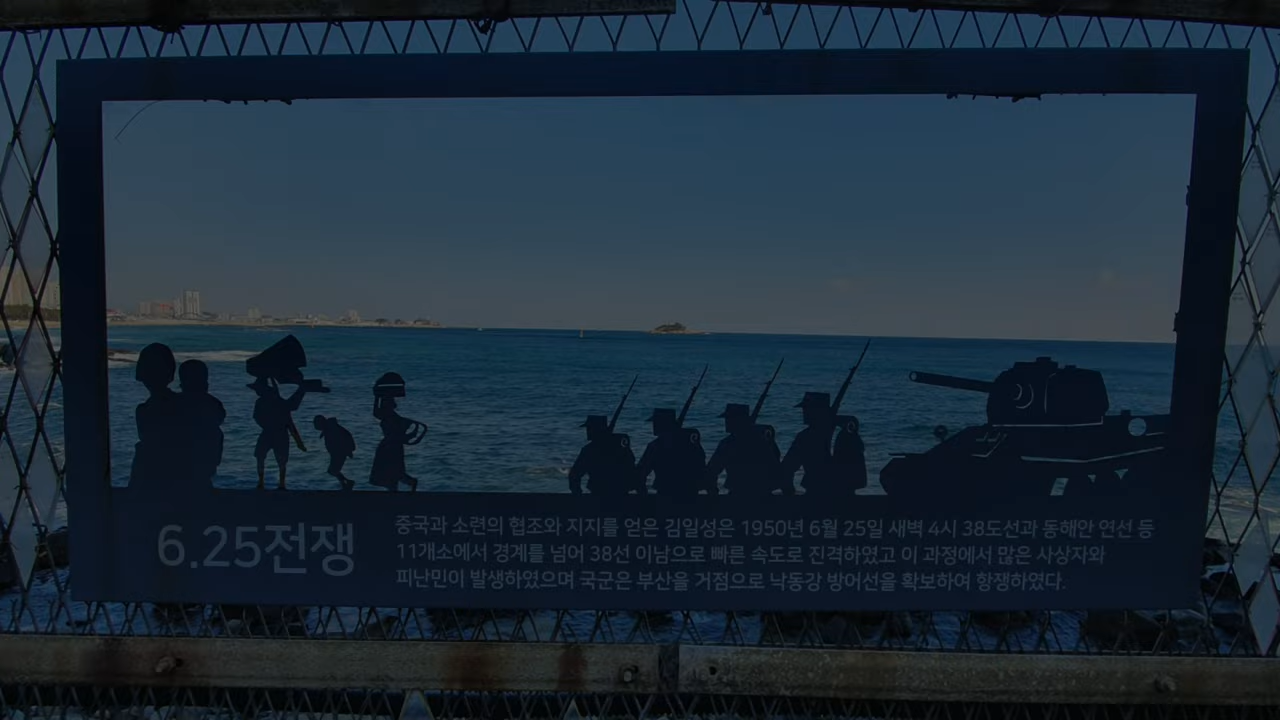 6.25전쟁
중국과 소련의 협조와 지지를 얻은 김일성은 1950년 6월 25일 새벽 4시 38도선과 동해안 연선 등
11개소에서 경계를 넘어 38선 이남으로 빠른 속도로 진격하였고 이 과정에서 많은 사상자와
피난민이 발생하였으며 국군은 부산을 거점으로 낙동강 방어선을 확보하여 항쟁하였다.